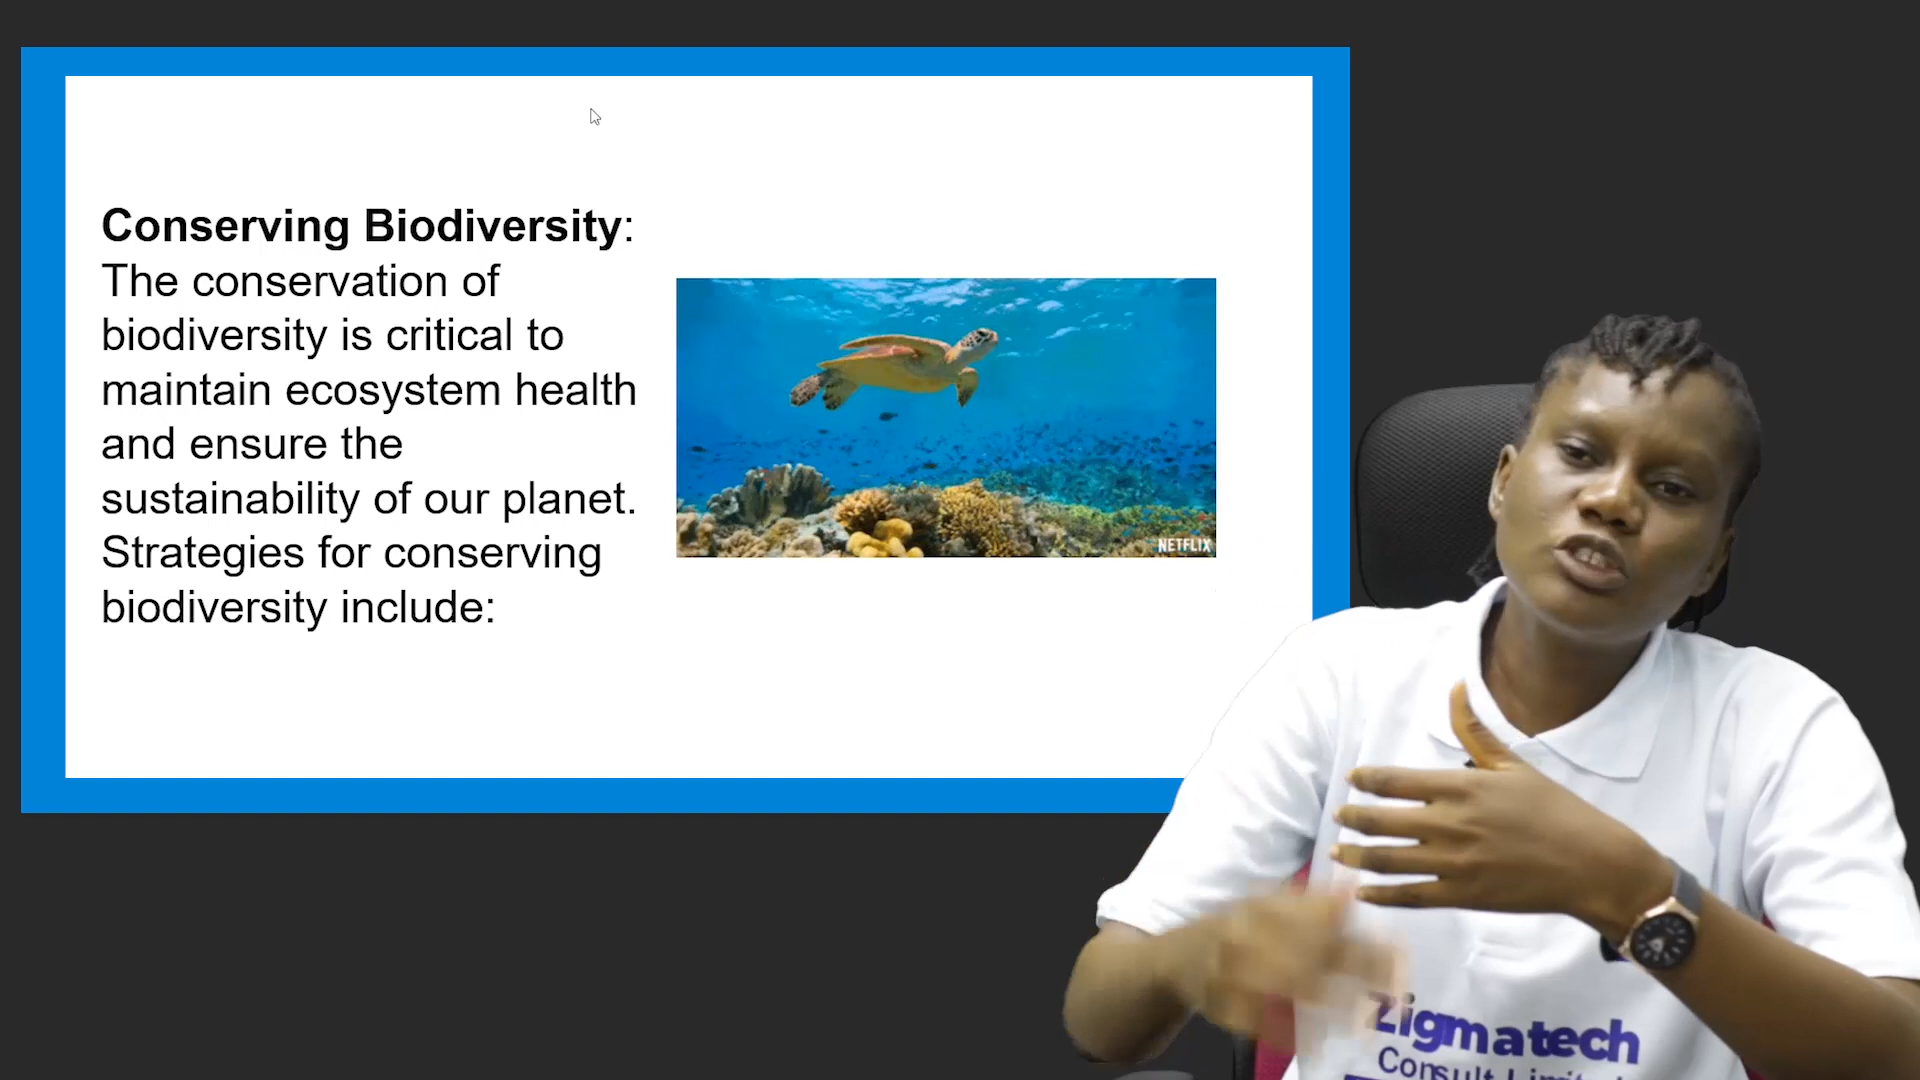 Conserving Biodiversity:
The conservation of
biodiversity is critical to
maintain ecosystem health
and ensure the
sustainability of our planet.
Strategies for conserving
biodiversity include:
NETFLIX
Zigmatech
Consult